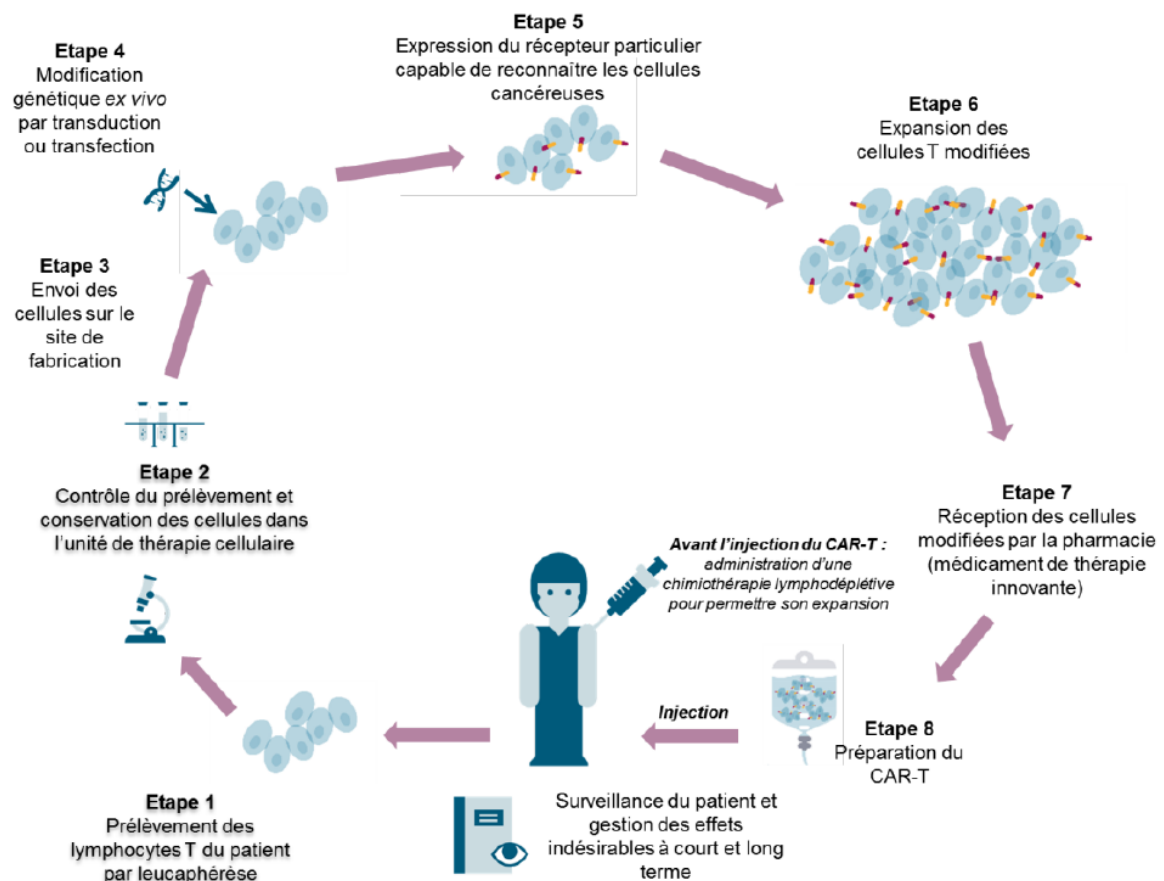 Etape 1
Prélèvement des
lymphocytes T du patient
par leucaphérèse
Etape 2
Contrôle du prélèvement et
conservation des cellules dans
l'unité de thérapie cellulaire
Etape 3
Envoi des
cellules sur le
site de
fabrication
Etape 4
Modification
génétique ex vivo
par transduction
ou transfection
Etape 5
Expression du récepteur particulier
capable de reconnaître les cellules
cancéreuses
Etape 6
Expansion des
cellules T modifiées
Etape 7
Réception des cellules
modifiées par la pharmacie
(médicament de thérapie
innovante)
Etape 8
Préparation du
CAR-T
Avant l'injection du CAR-T :
administration d'une
chimiothérapie lymphodéplétive
pour permettre son expansion
Injection
Surveillance du patient et
gestion des effets
indésirables à court et long
terme